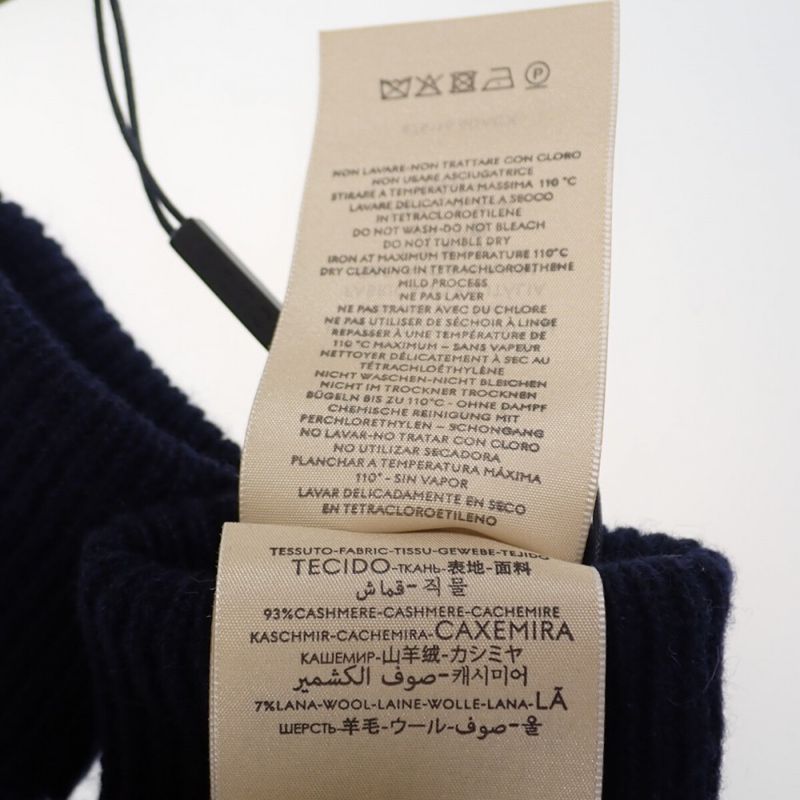 P
NON LAVARE-NON TRATTARE CON CLORO
NON USARE ASCIUGATRICE
STIRARE A TEMPERATURA MASSIMA 110 °C
LAVARE DELICATAMENTE A SECCO
IN TETRACLOROETILENE
DO NOT WASH-DO NOT BLEACH
DO NOT TUMBLE DRY
IRON AT MAXIMUM TEMPERATURE 110°C
DRY CLEANING IN TETRACHLOROETHENE
MILD PROCESS
NE PAS LAVER
NE PAS TRAITER AVEC DU CHLORE
NE PAS UTILISER DE SÉCHOIR À LINGE
REPASSER À UNE TEMPÉRATURE DE
110 °C MAXIMUM – SANS VAPEUR
NETTOYER DÉLICATEMENT À SEC AU
TÉTRACHLOÉTHYLÈNE
NICHT WASCHEN-NICHT BLEICHEN
NICHT IM TROCKNER TROCKNEN
BÜGELN BIS ZU 110°C - OHNE DAMPF
CHEMISCHE REINIGUNG MIT
PERCHLORETHYLEN – SCHONGANG
NO LAVAR-NO TRATAR CON CLORO
NO UTILIZAR SECADORA
PLANCHAR A TEMPERATURA MÁXIMA
110° - SIN VAPOR
LAVAR DELICADAMENTE EN SECO
EN TETRACLOROETILENO
TESSUTO-FABRIC-TISSU-GEWEBE-TEJIDO
TECIDO-ТКАНЬ-表地-面料
قماش-직물
93%CASHMERE-CASHMERE-CACHEMIRE
KASCHMIR-CACHEMIRA-CAXEMIRA
КАШЕМИР-山羊绒-カシミヤ
صوف الكشمير-캐시미어
7%LANA-WOOL-LAINE-WOLLE-LANA-LÃ
ШЕРСТЬ-羊毛-ウール-صوف-울